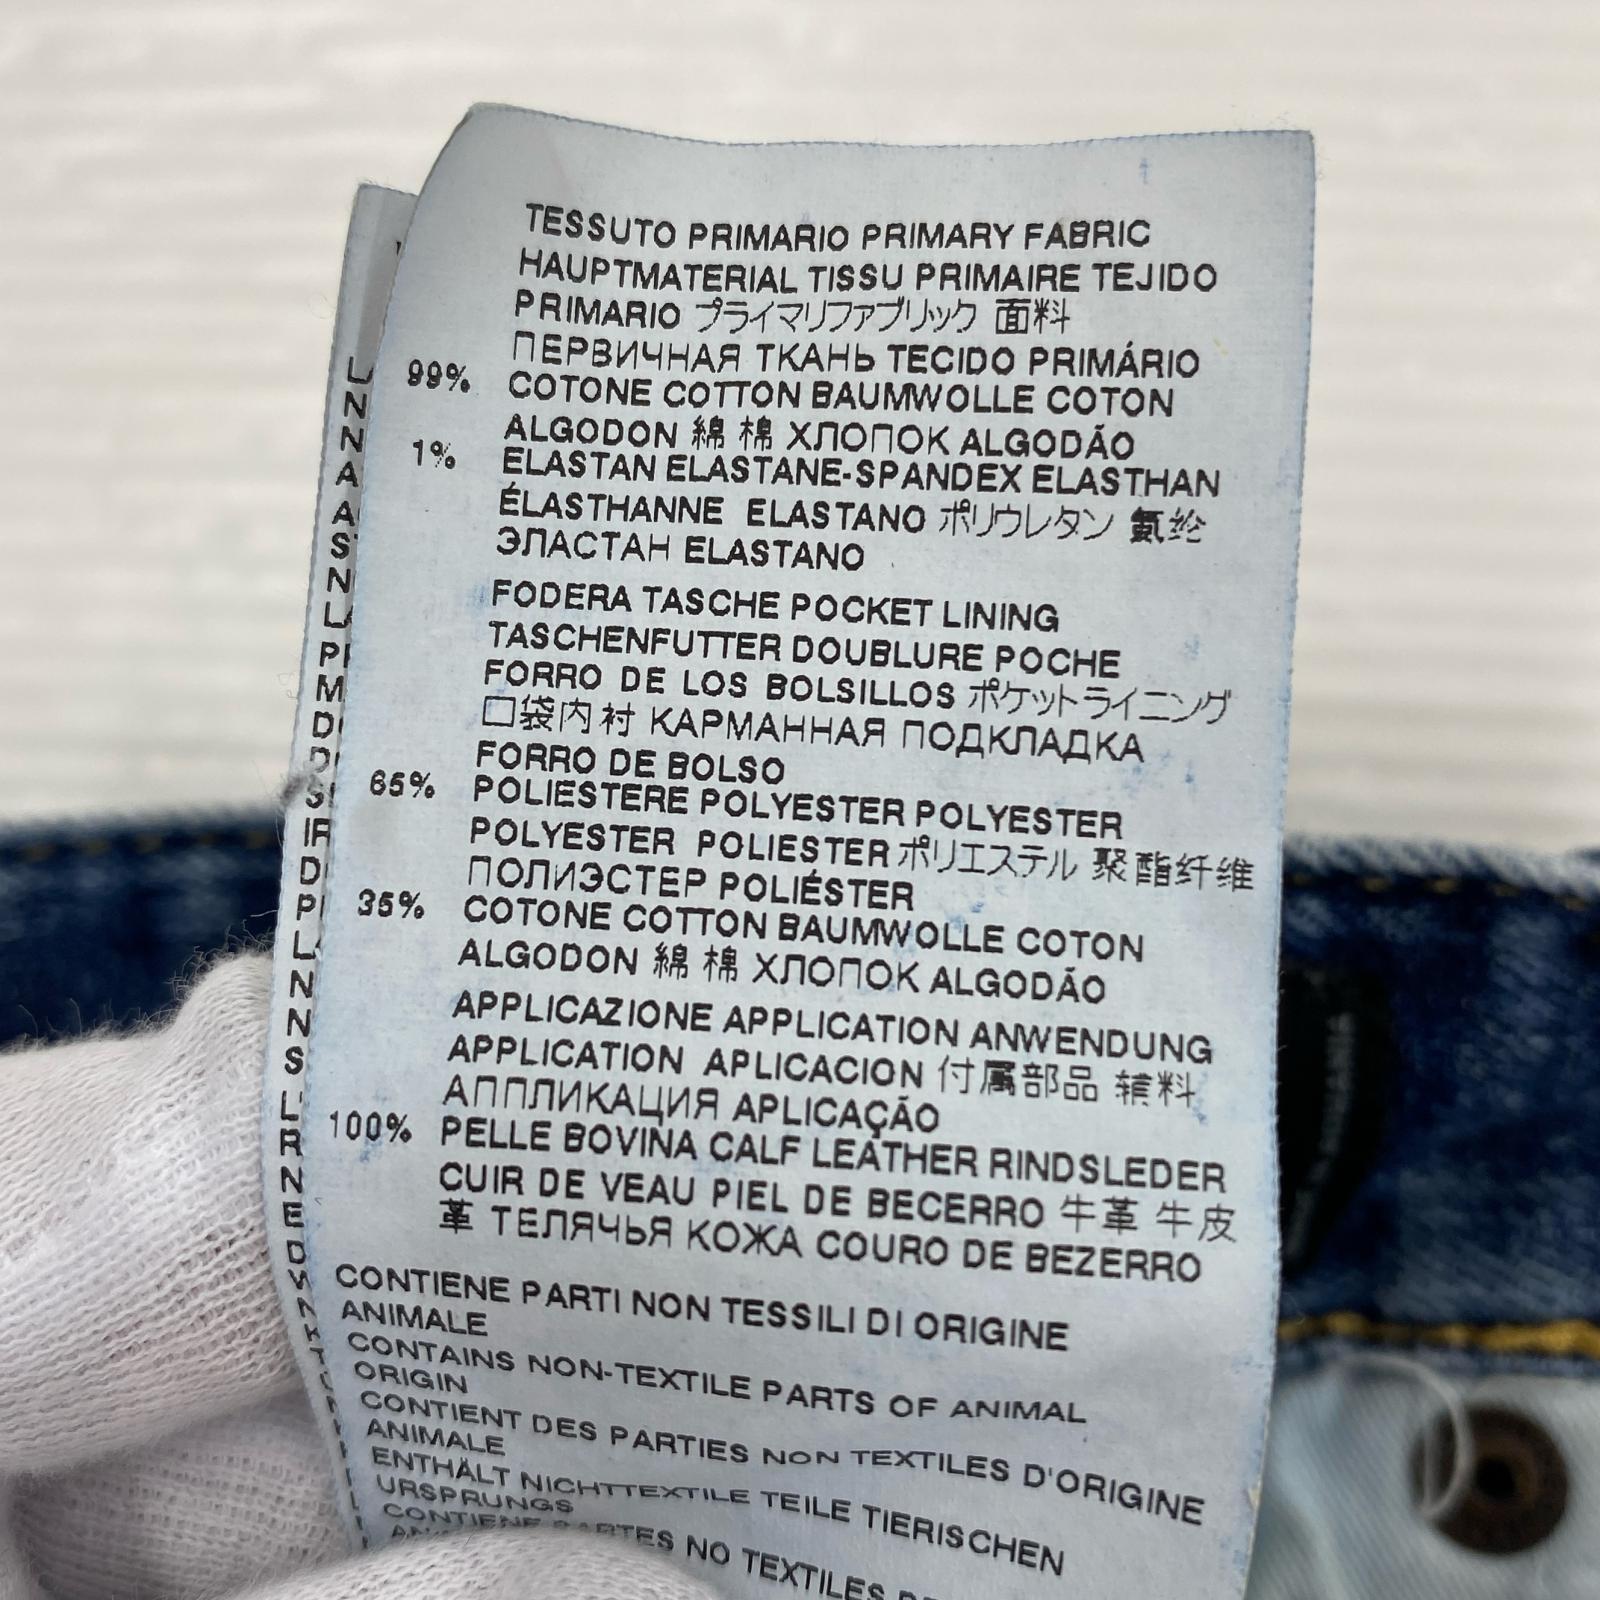 TESSUTO PRIMARIO PRIMARY FABRIC
HAUPTMATERIAL TISSU PRIMAIRE TEJIDO
PRIMARIO プライマリファブリック 面料
ПЕРВИЧНАЯ ТКАНЬ TECIDO PRIMÁRIO
99% COTONE COTTON BAUMWOLLE COTON
ALGODON 綿 棉 ХЛОПОК ALGODÃO
1% ELASTAN ELASTANE-SPANDEX ELASTHAN
ÉLASTHANNE ELASTANO ポリウレタン 氨纶
ЭЛАСТАН ELASTANO
FODERA TASCHE POCKET LINING
TASCHENFUTTER DOUBLURE POCHE
FORRO DE LOS BOLSILLOS ポケットライニング
口袋内衬 КАРМАННАЯ ПОДКЛАДКА
FORRO DE BOLSO
65% POLIESTERE POLYESTER POLYESTER
POLYESTER POLIESTER ポリエステル 聚酯纤维
ПОЛИЭСТЕР POLIÉSTER
35% COTONE COTTON BAUMWOLLE COTON
ALGODON 綿 棉 ХЛОПОК ALGODÃO
APPLICAZIONE APPLICATION ANWENDUNG
APPLICATION APLICACION 付属部品 辅料
АППЛИКАЦИЯ APLICAÇÃO
100% PELLE BOVINA CALF LEATHER RINDSLEDER
CUIR DE VEAU PIEL DE BECERRO 牛革 牛皮
革 ТЕЛЯЧЬЯ КОЖА COURO DE BEZERRO
CONTIENE PARTI NON TESSILI DI ORIGINE
ANIMALE
CONTAINS NON-TEXTILE PARTS OF ANIMAL
ORIGIN
CONTIENT DES PARTIES NON TEXTILES D'ORIGINE
ANIMALE
ENTHÄLT NICHTTEXTILE TEILE TIERISCHEN
URSPRUNGS
CONTIENE PARTES NO TEXTILES